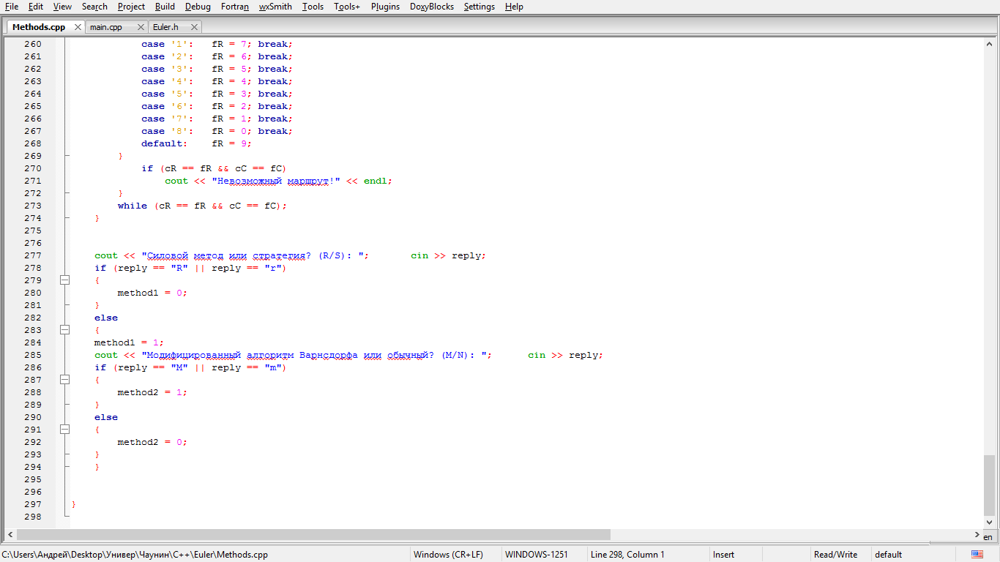 File Edit View Search Project Build Debug Fortran wxSmith Tools Tools+ Plugins DoxyBlocks Settings Help
Methods.cpp main.cpp Euler.h
260 case '1': fR = 7; break;
261 case '2': fR = 6; break;
262 case '3': fR = 5; break;
263 case '4': fR = 4; break;
264 case '5': fR = 3; break;
265 case '6': fR = 2; break;
266 case '7': fR = 1; break;
267 case '8': fR = 0; break;
268 default: fR = 9;
269 }
270 if (cR == fR && cC == fC)
271 cout << "Невозможный маршрут!" << endl;
272 }
273 while (cR == fR && cC == fC);
274 }
275
276
277 cout << "Силовой метод или стратегия? (R/S): "; cin >> reply;
278 if (reply == "R" || reply == "r")
279 {
280 method1 = 0;
281 }
282 else
283 {
284 method1 = 1;
285 cout << "Модифицированный алгоритм Варнсдорфа или обычный? (M/N): "; cin >> reply;
286 if (reply == "M" || reply == "m")
287 {
288 method2 = 1;
289 }
290 else
291 {
292 method2 = 0;
293 }
294 }
295
296
297 }
298
en
C:\Users\Андрей\Desktop\Универ\Чаунин\C++\Euler\Methods.cpp Windows (CR+LF) WINDOWS-1251 Line 298, Column 1 Insert Read/Write default